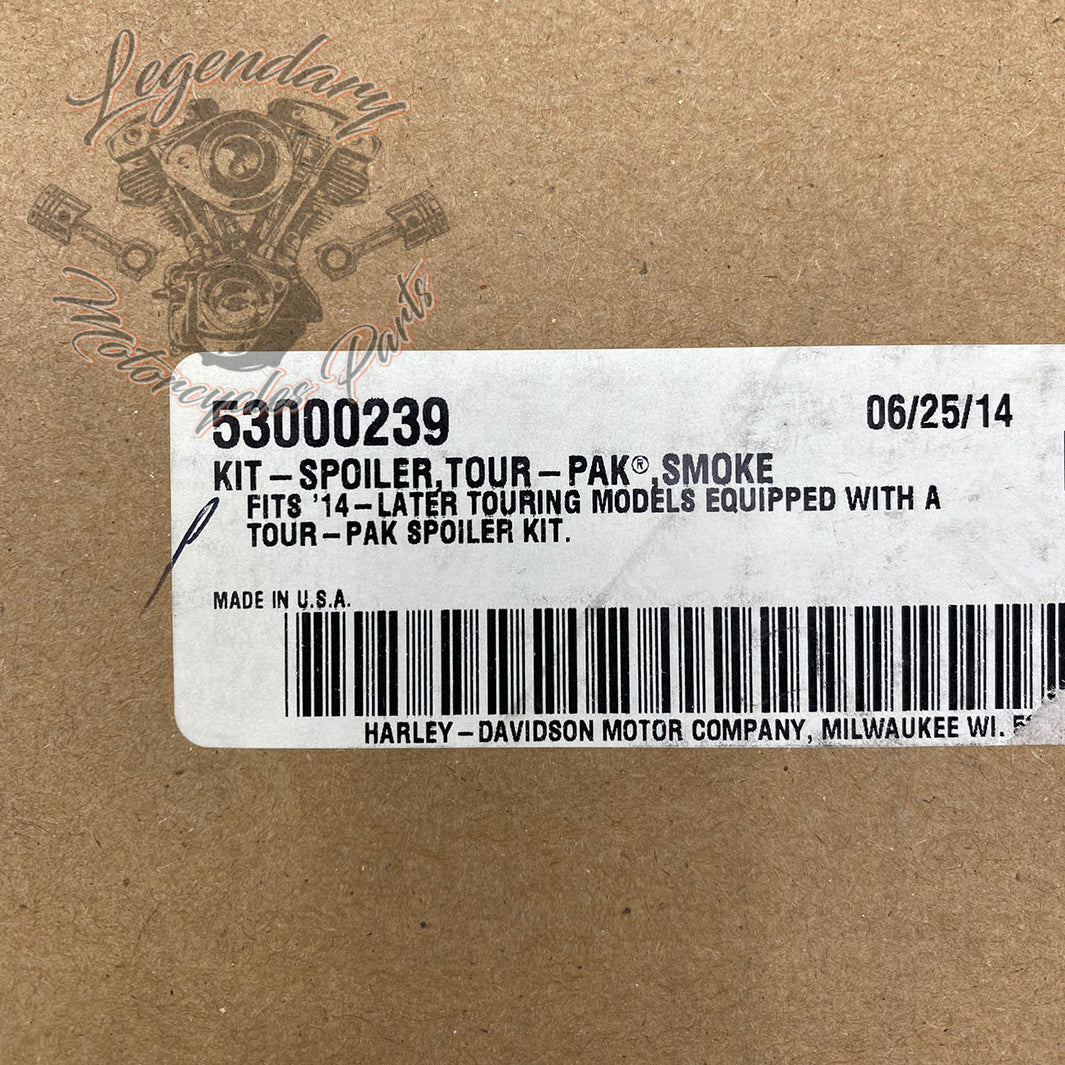 Legendary
Motorcycles Parts
53000239
06/25/14
KIT–SPOILER,TOUR–PAK®,SMOKE
FITS '14–LATER TOURING MODELS EQUIPPED WITH A
TOUR–PAK SPOILER KIT.
MADE IN U.S.A.
HARLEY–DAVIDSON MOTOR COMPANY, MILWAUKEE WI.